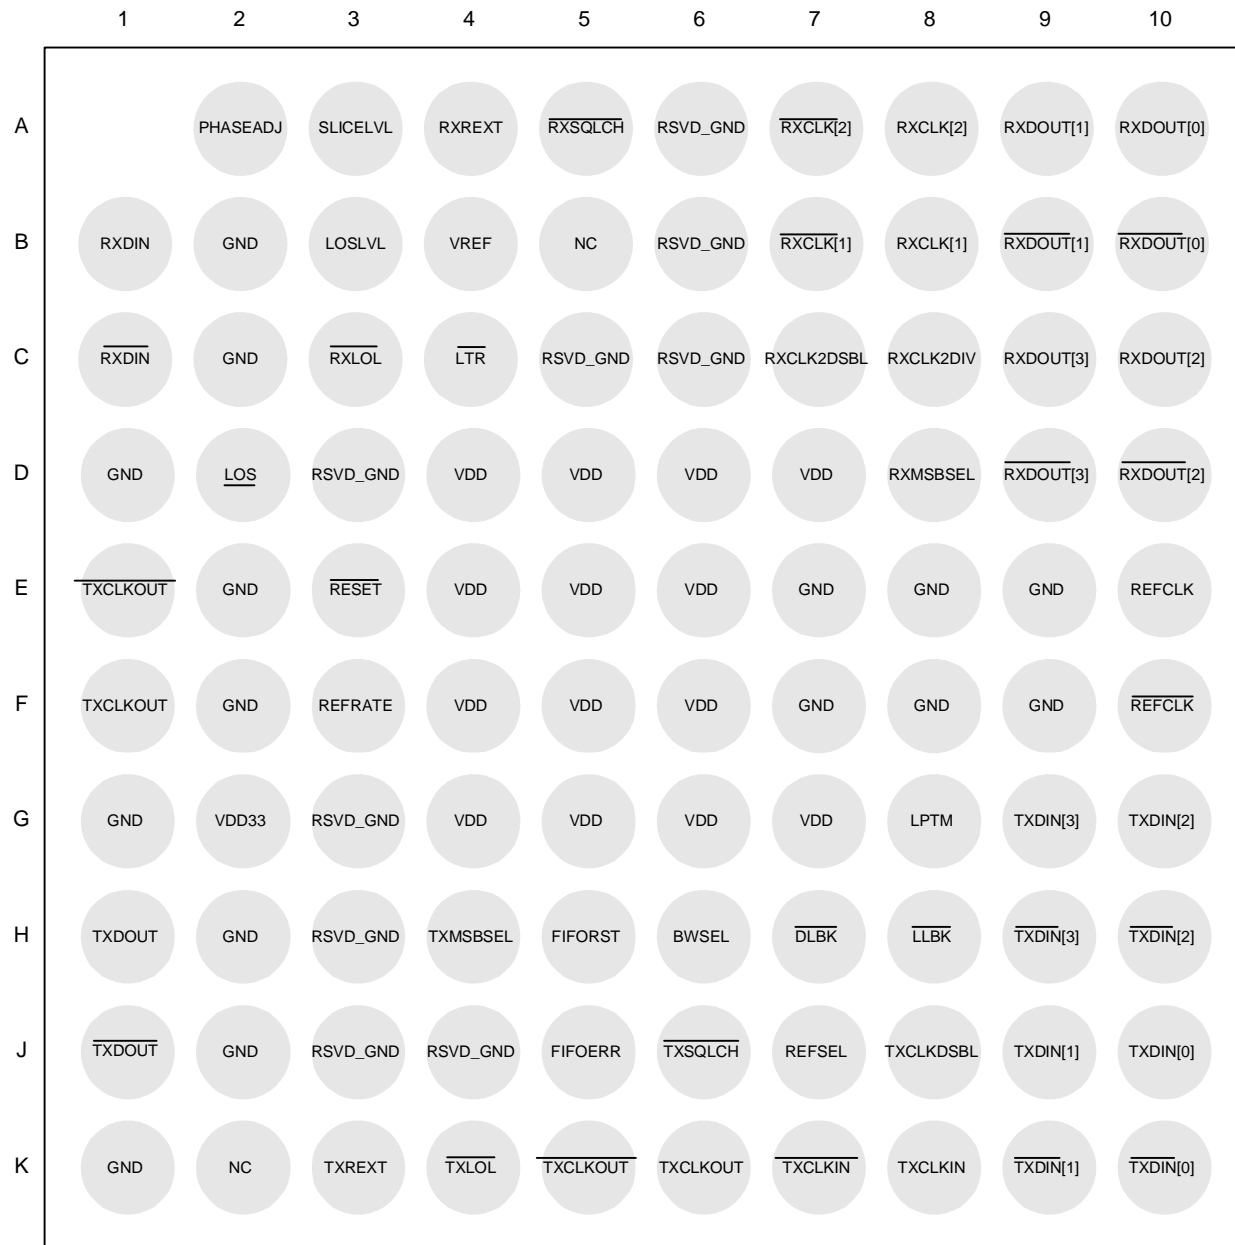 1 2 3 4 5 6 7 8 9 10
A PHASEADJ SLICELVL RXREXT RXSQLCH RSVD_GND RXCLK[2] RXCLK[2] RXDOUT[1] RXDOUT[0]
B RXDIN GND LOSLVL VREF NC RSVD_GND RXCLK[1] RXCLK[1] RXDOUT[1] RXDOUT[0]
C RXDIN GND RXLOL LTR RSVD_GND RSVD_GND RXCLK2DSBL RXCLK2DIV RXDOUT[3] RXDOUT[2]
D GND LOS RSVD_GND VDD VDD VDD VDD RXMSBSEL RXDOUT[3] RXDOUT[2]
E TXCLKOUT GND RESET VDD VDD VDD GND GND GND REFCLK
F TXCLKOUT GND REFRATE VDD VDD VDD GND GND GND REFCLK
G GND VDD33 RSVD_GND VDD VDD VDD VDD LPTM TXDIN[3] TXDIN[2]
H TXDOUT GND RSVD_GND TXMSBSEL FIFORST BWSEL DLBK LLBK TXDIN[3] TXDIN[2]
J TXDOUT GND RSVD_GND RSVD_GND FIFOERR TXSQLCH REFSEL TXCLKDSBL TXDIN[1] TXDIN[0]
K GND NC TXREXT TXLOL TXCLKOUT TXCLKOUT TXCLKIN TXCLKIN TXDIN[1] TXDIN[0]